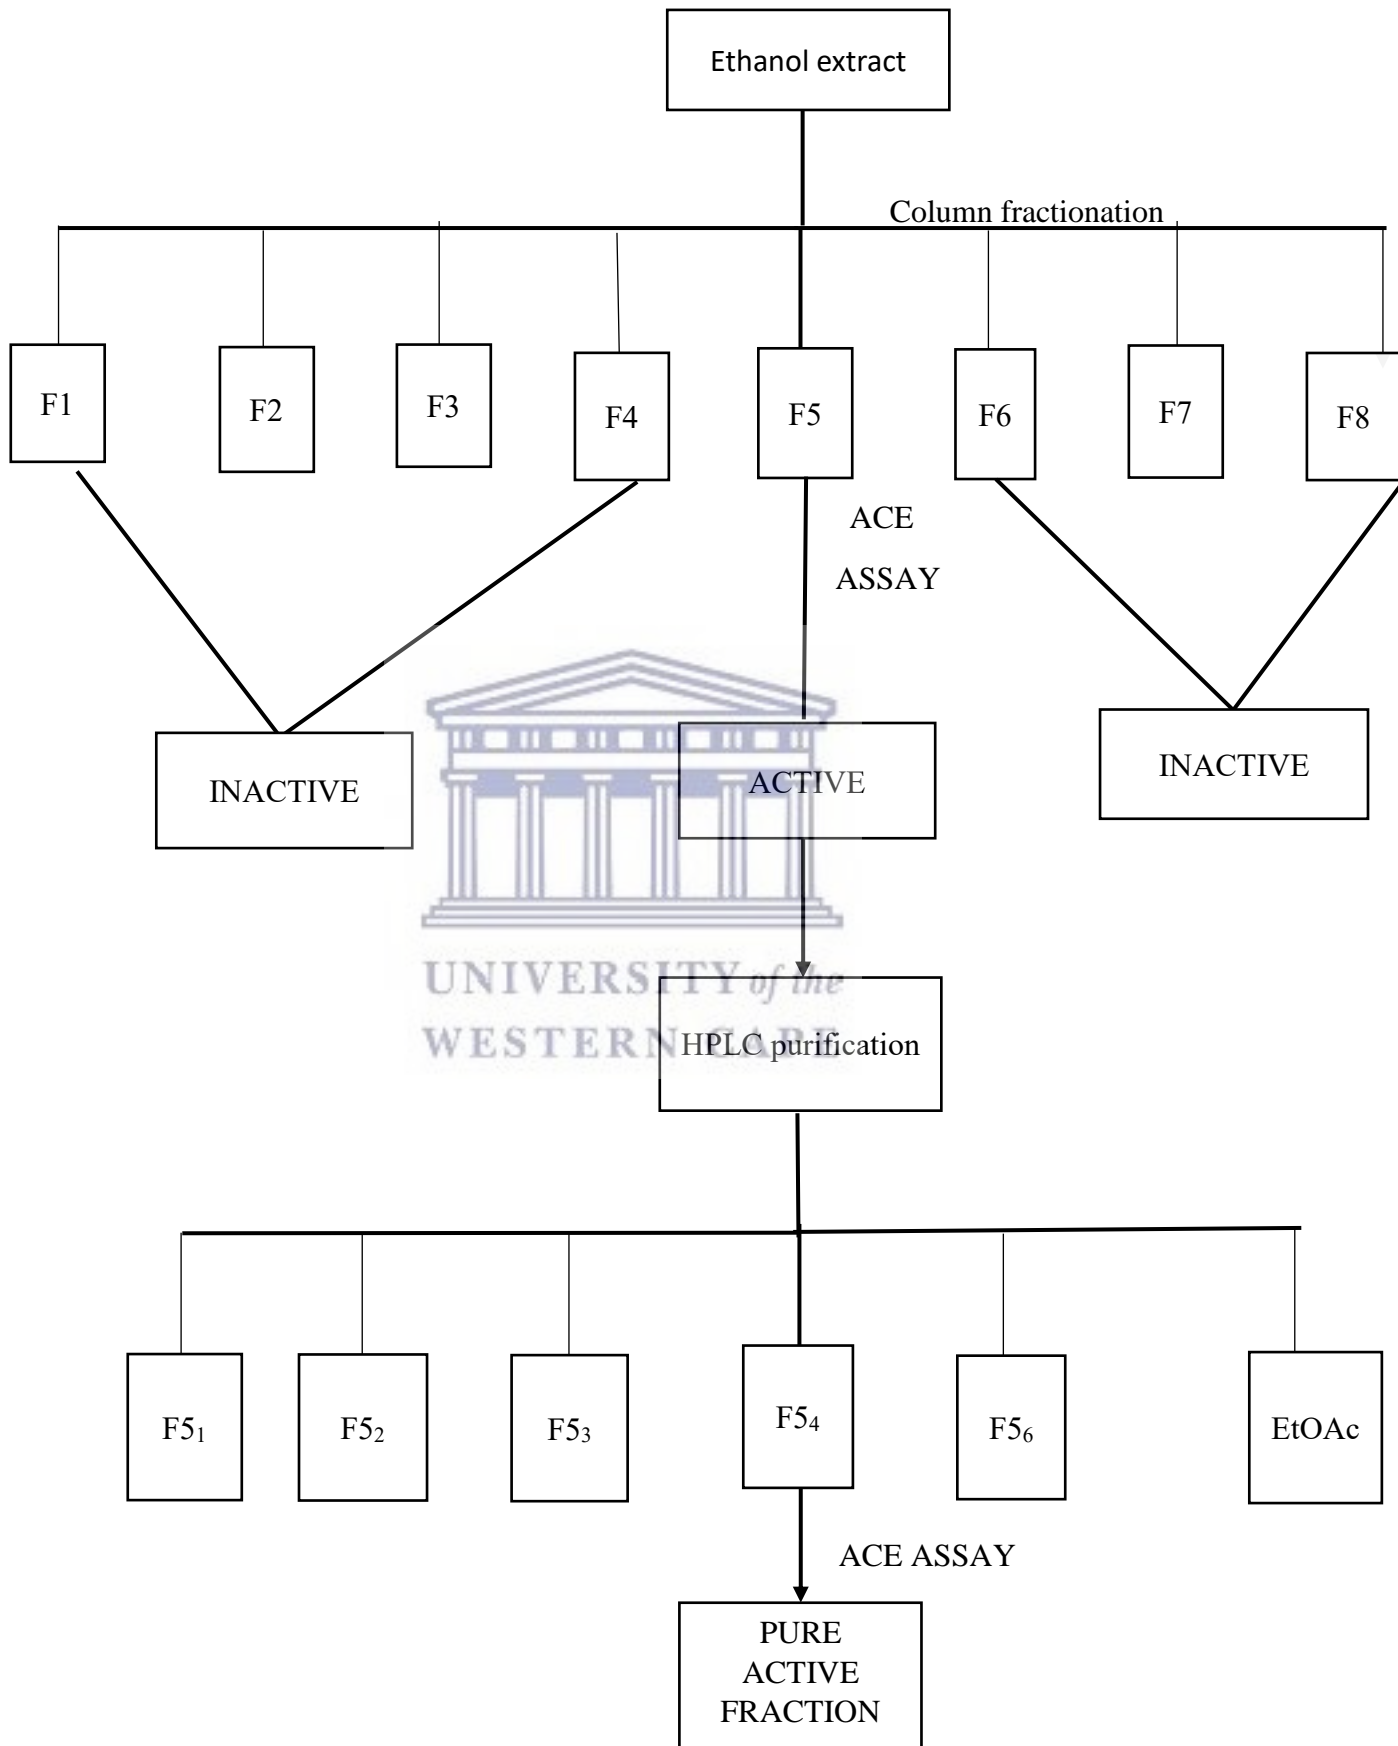 Ethanol extract
Column fractionation
F1
F2
F3
F4
F5
F6
F7
F8
ACE
ASSAY
INACTIVE
ACTIVE
INACTIVE
UNIVERSITY of the
WESTERN CAPE
HPLC purification
F5₁
F5₂
F5₃
F5₄
F5₆
EtOAc
ACE ASSAY
PURE
ACTIVE
FRACTION